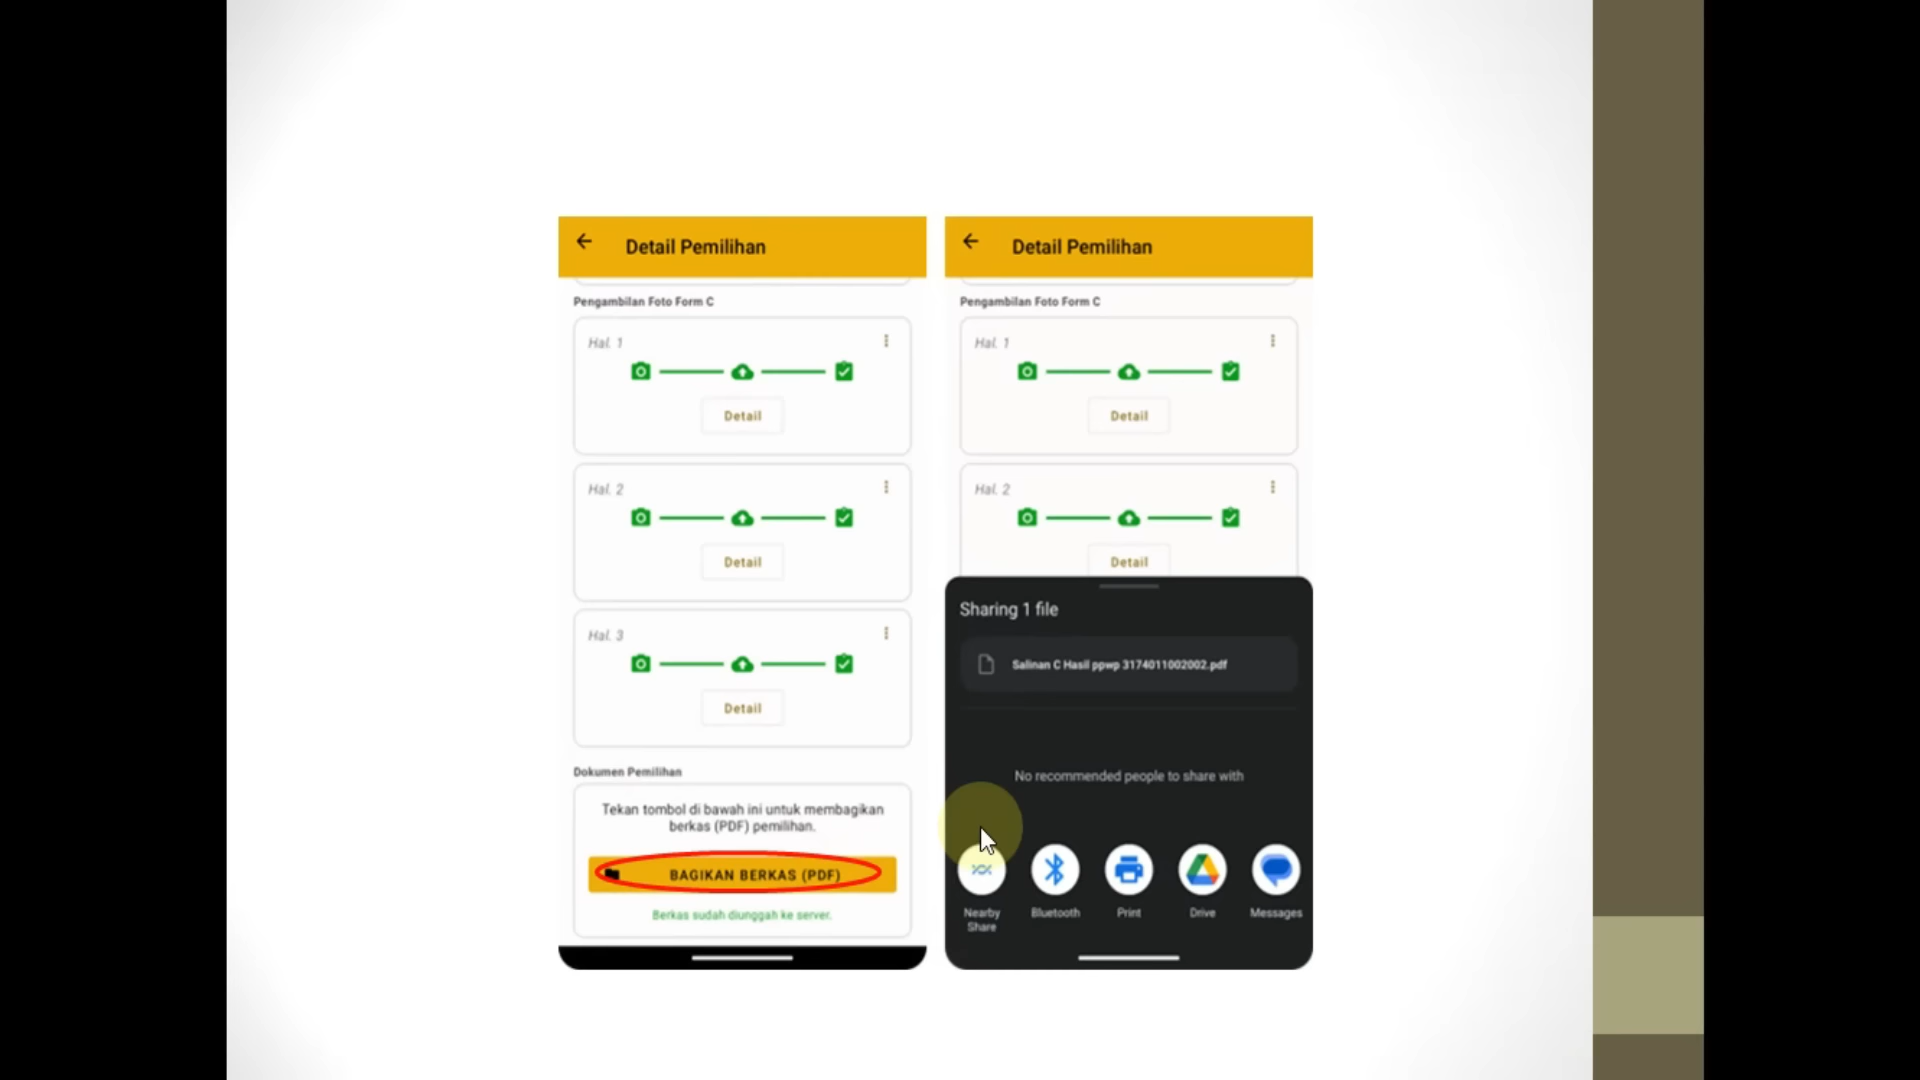 Detail Pemilihan
Pengambilan Foto Form C
Hal. 1
Detail
Hal. 2
Detail
Hal. 3
Detail
Dokumen Pemilihan
Tekan tombol di bawah ini untuk membagikan
berkas (PDF) pemilihan.
BAGIKAN BERKAS (PDF)
Berkas sudah diunggah ke server.
Detail Pemilihan
Pengambilan Foto Form C
Hal. 1
Detail
Hal. 2
Detail
Sharing 1 file
Salinan C Hasil ppwp 3174011002002.pdf
No recommended people to share with
Nearby
Share
Bluetooth
Print
Drive
Messages